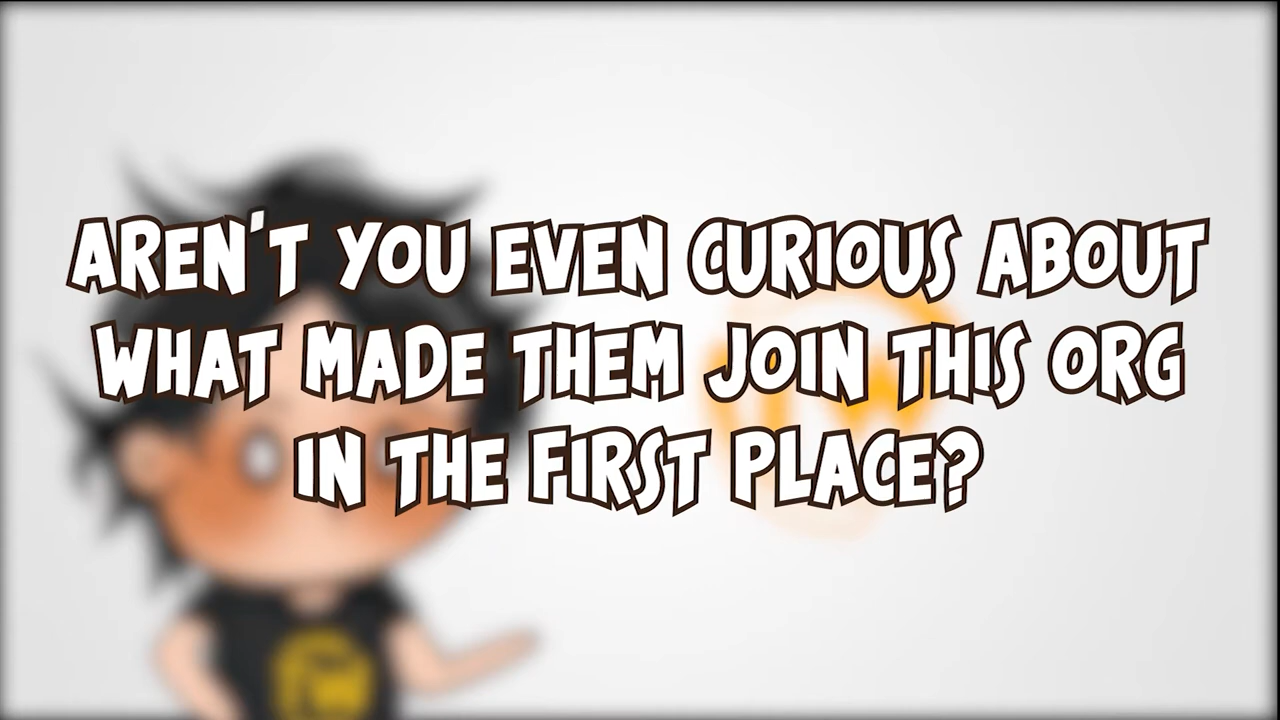 AREN'T YOU EVEN CURIOUS ABOUT
WHAT MADE THEM JOIN THIS ORG
IN THE FIRST PLACE?